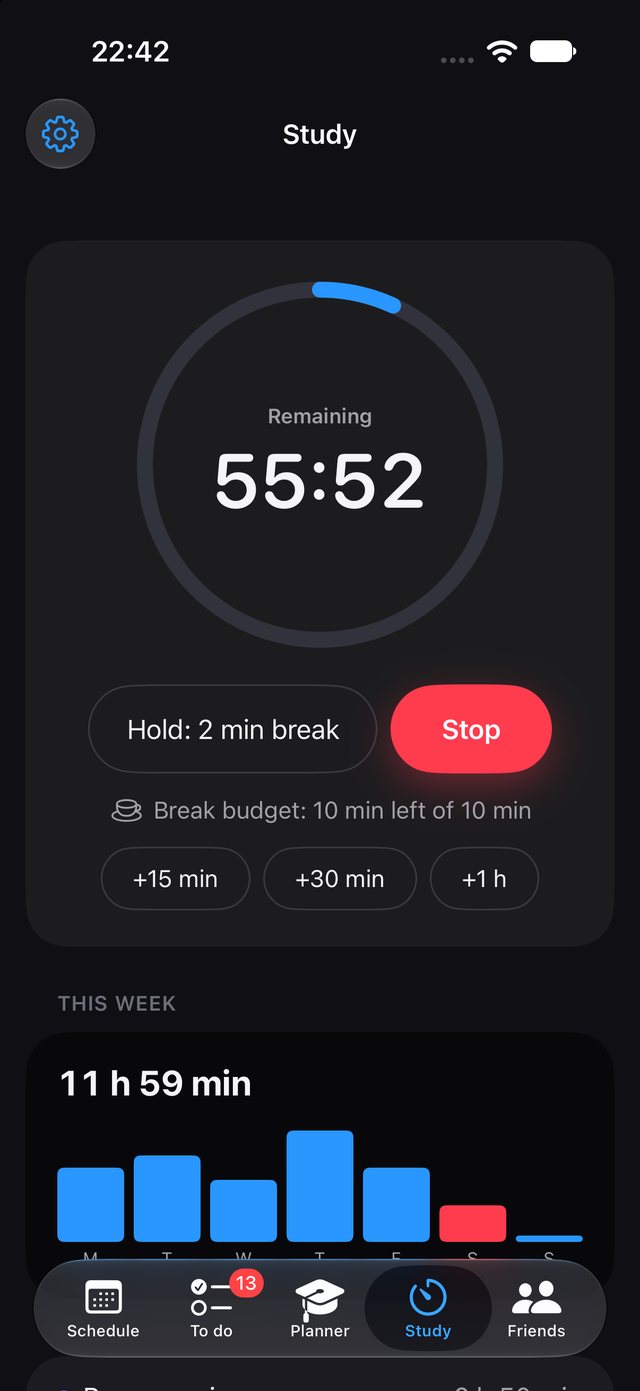 22:42
Study
Remaining
55:52
Hold: 2 min break
Stop
Break budget: 10 min left of 10 min
+15 min
+30 min
+1 h
THIS WEEK
11 h 59 min
M T W T F S S
13
Schedule
To do
Planner
Study
Friends